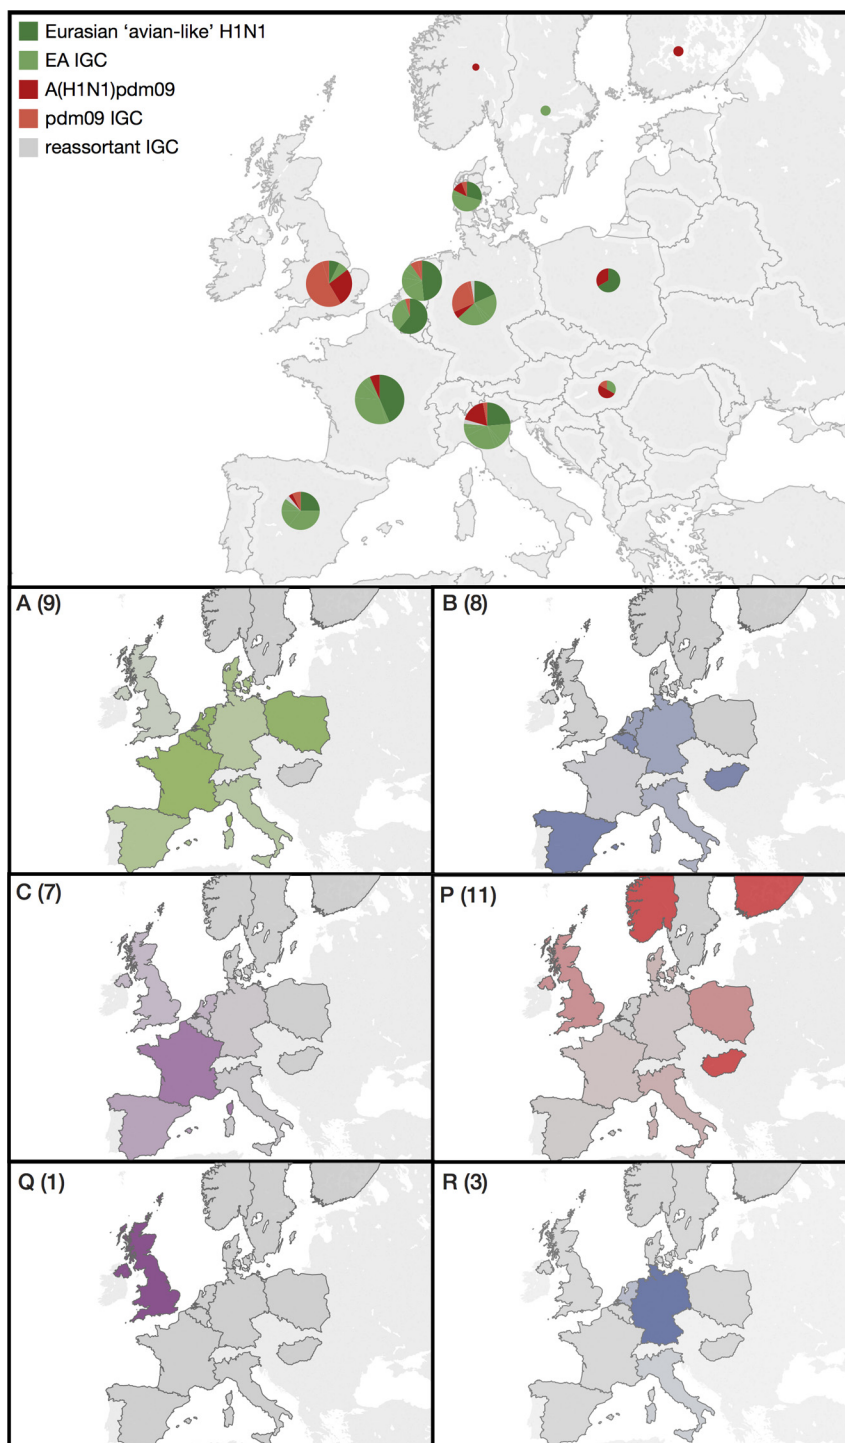 Eurasian ‘avian-like’ H1N1
EA IGC
A(H1N1)pdm09
pdm09 IGC
reassortant IGC
A (9)
B (8)
C (7)
P (11)
Q (1)
R (3)